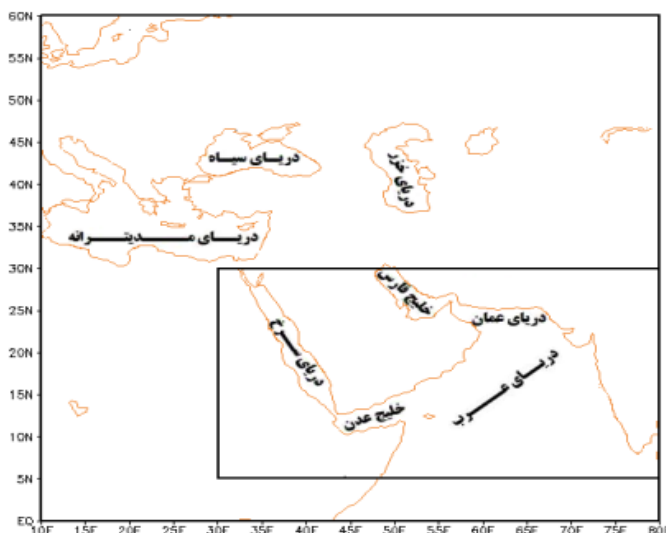 60N
55N
50N
45N
40N
35N
30N
25N
20N
15N
10N
5N
EQ
دریای سیاه
دریای خزر
دریای مدیترانه
خلیج فارس
دریای عمان
دریای سرخ
دریای عرب
خلیج عدن
10E 15E 20E 25E 30E 35E 40E 45E 50E 55E 60E 65E 70E 75E 80E